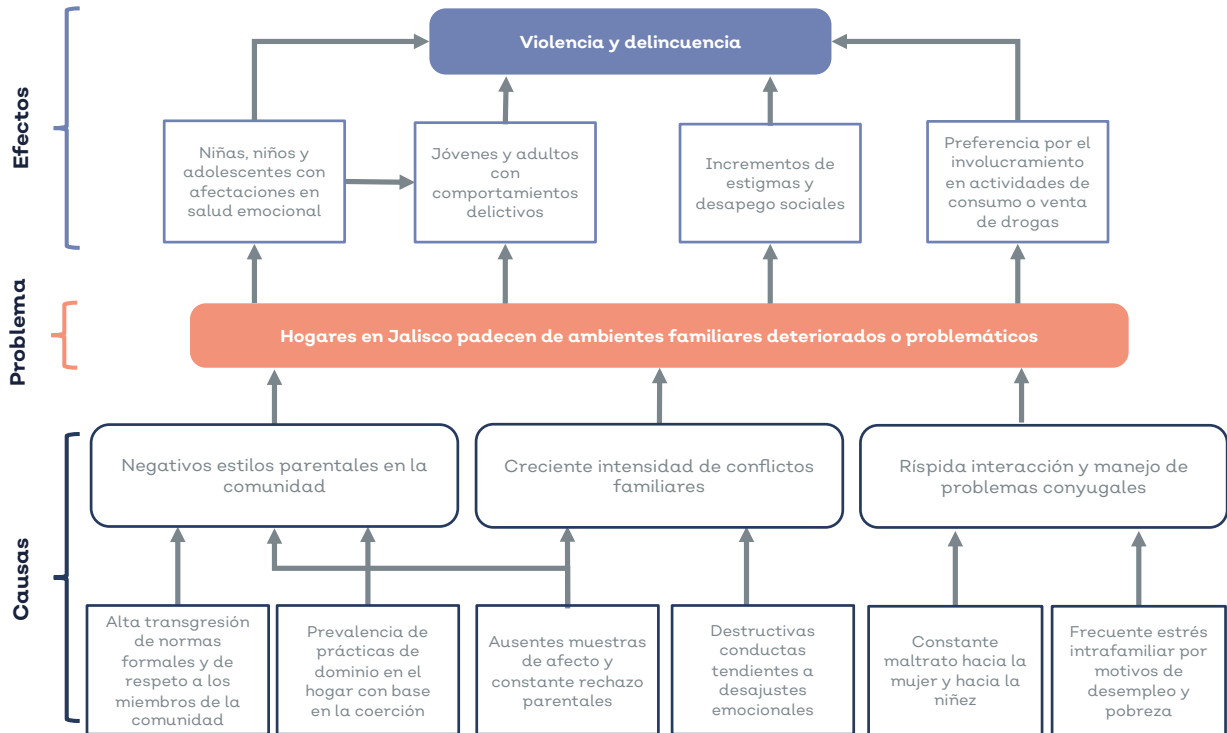 Efectos
Violencia y delincuencia
Niñas, niños y
adolescentes con
afectaciones en
salud emocional
Jóvenes y adultos
con
comportamientos
delictivos
Incrementos de
estigmas y
desapego sociales
Preferencia por el
involucramiento
en actividades de
consumo o venta
de drogas
Problema
Hogares en Jalisco padecen de ambientes familiares deteriorados o problemáticos
Causas
Negativos estilos parentales en la
comunidad
Creciente intensidad de conflictos
familiares
Ríspida interacción y manejo de
problemas conyugales
Alta transgresión
de normas
formales y de
respeto a los
miembros de la
comunidad
Prevalencia de
prácticas de
dominio en el
hogar con base
en la coerción
Ausentes muestras
de afecto y
constante rechazo
parentales
Destructivas
conductas
tendientes a
desajustes
emocionales
Constante
maltrato hacia la
mujer y hacia la
niñez
Frecuente estrés
intrafamiliar por
motivos de
desempleo y
pobreza